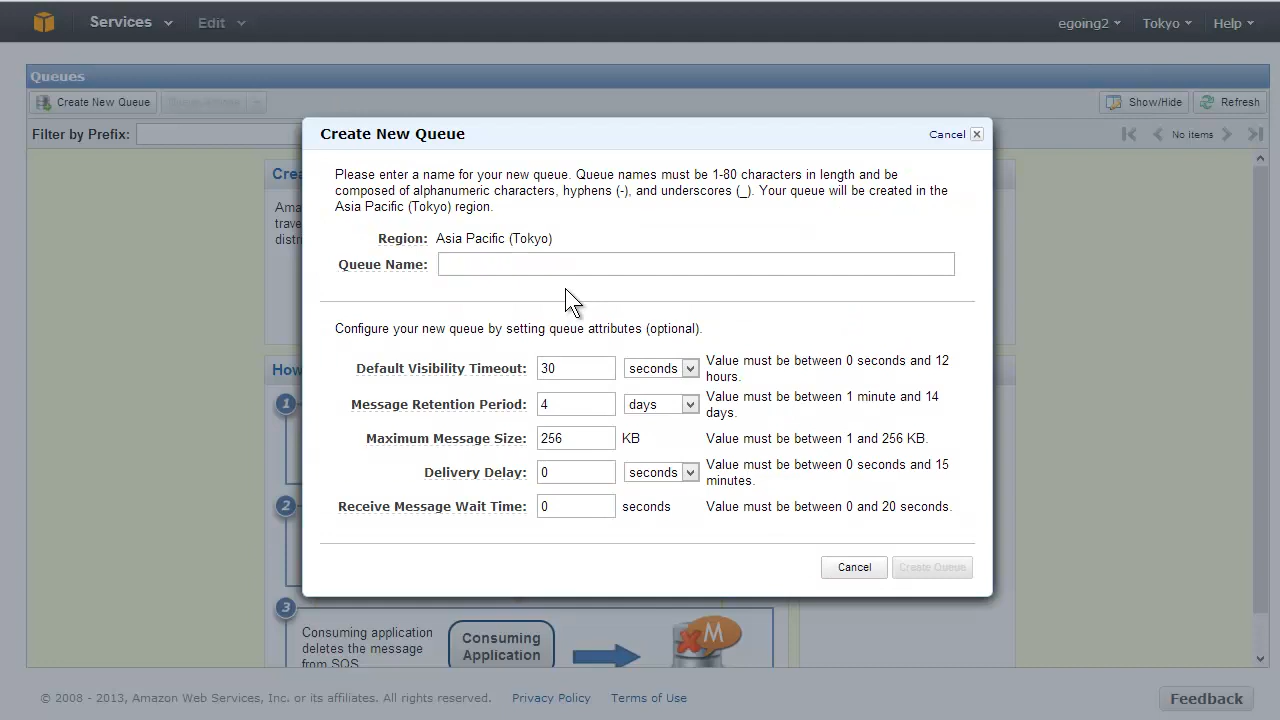 Services
Edit
egoing2
Tokyo
Help
Queues
Create New Queue
Show/Hide
Refresh
Filter by Prefix:
No items
Create New Queue
Cancel
Please enter a name for your new queue. Queue names must be 1-80 characters in length and be
composed of alphanumeric characters, hyphens (-), and underscores (_). Your queue will be created in the
Asia Pacific (Tokyo) region.
Region: Asia Pacific (Tokyo)
Queue Name:
Configure your new queue by setting queue attributes (optional).
Default Visibility Timeout: 30 seconds Value must be between 0 seconds and 12
hours.
Message Retention Period: 4 days Value must be between 1 minute and 14
days.
Maximum Message Size: 256 KB Value must be between 1 and 256 KB.
Delivery Delay: 0 seconds Value must be between 0 seconds and 15
minutes.
Receive Message Wait Time: 0 seconds Value must be between 0 and 20 seconds.
Cancel
Create Queue
Crea
Ama
trave
distri
How
1
2
3
Consuming application
deletes the message
from SQS
Consuming
Application
M
© 2008 - 2013, Amazon Web Services, Inc. or its affiliates. All rights reserved.
Privacy Policy
Terms of Use
Feedback